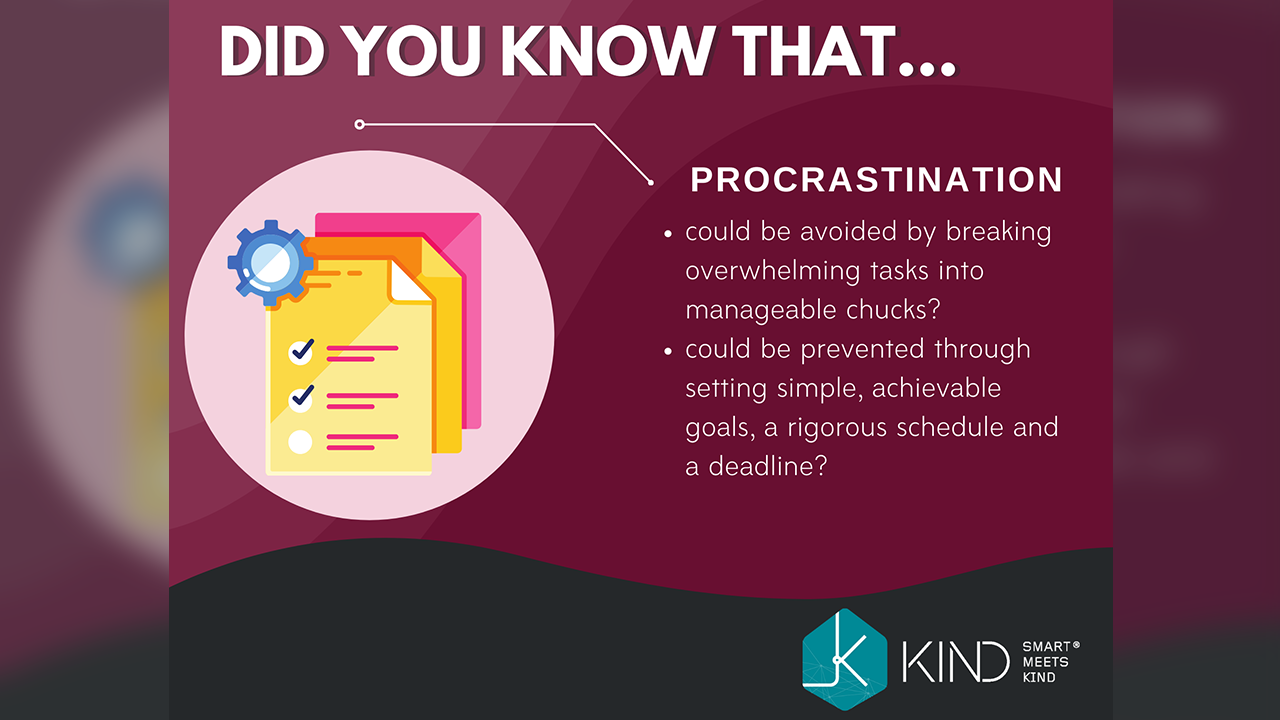 DID YOU KNOW THAT...
PROCRASTINATION
• could be avoided by breaking
overwhelming tasks into
manageable chucks?
• could be prevented through
setting simple, achievable
goals, a rigorous schedule and
a deadline?
KIND
SMART®
MEETS
KIND